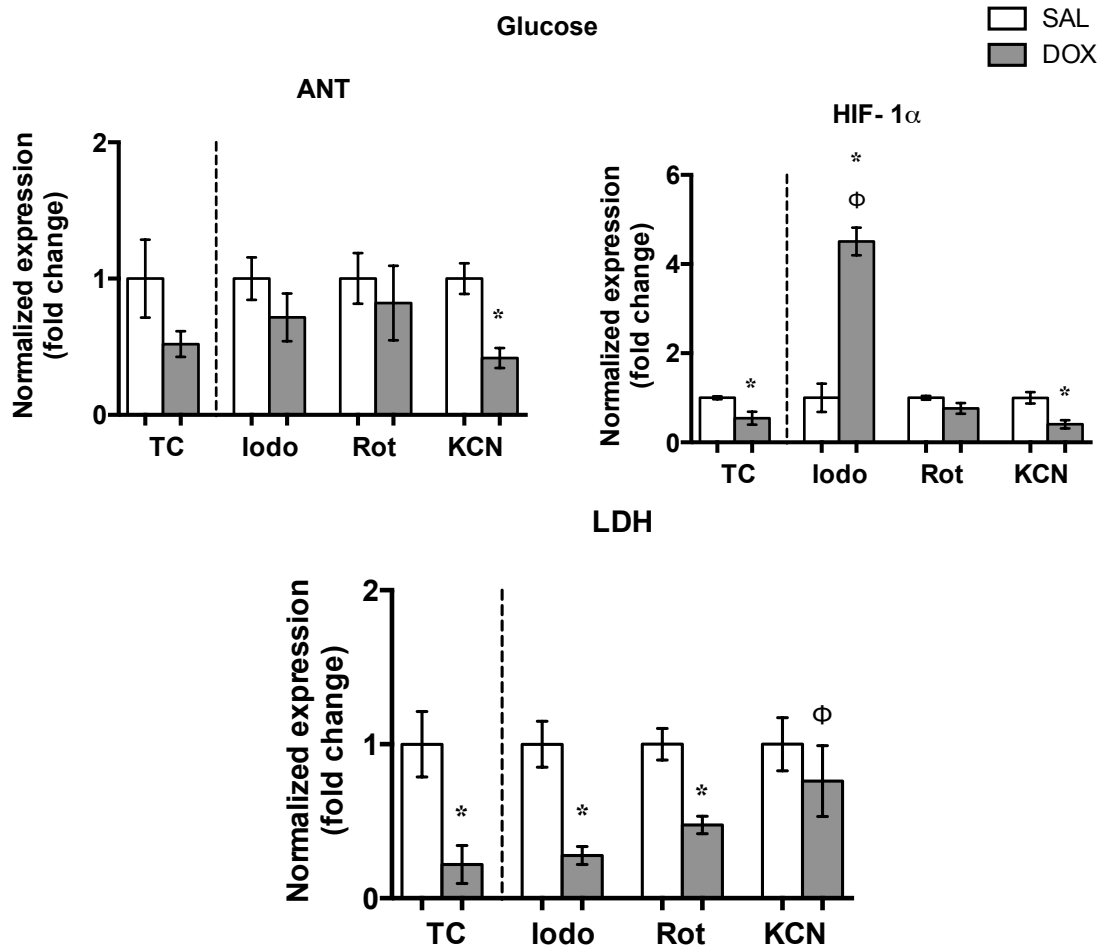 Glucose
SAL
DOX
ANT
Normalized expression
(fold change)
2
1
0
*
TC Iodo Rot KCN
HIF- 1α
Normalized expression
(fold change)
6
4
2
0
*
Φ
*
*
TC Iodo Rot KCN
LDH
Normalized expression
(fold change)
2
1
0
*
*
*
Φ
TC Iodo Rot KCN